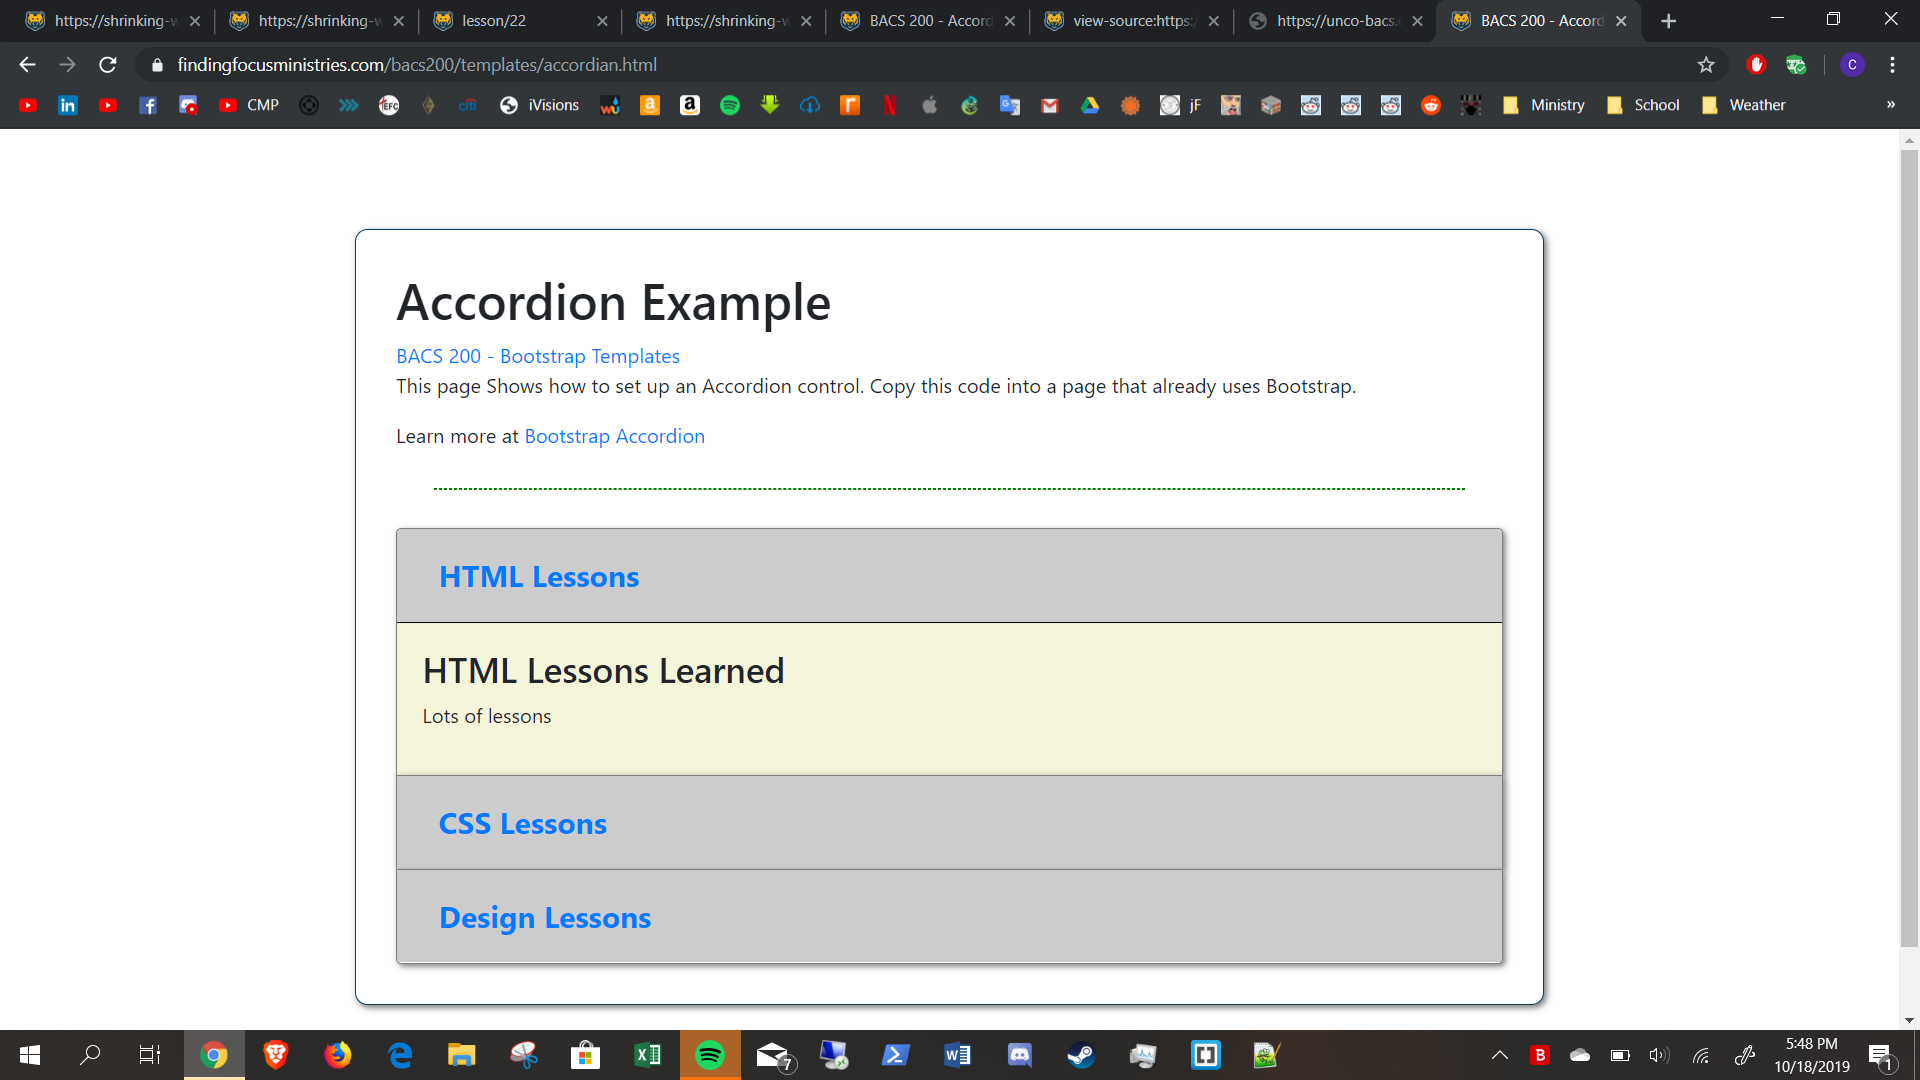 https://shrinking-w
https://shrinking-w
lesson/22
https://shrinking-w
BACS 200 - Accord
view-source:https:/
https://unco-bacs.
BACS 200 - Accord
findingfocusministries.com/bacs200/templates/accordian.html
C
CMP
EFC
citi
iVisions
jF
Ministry
School
Weather
»
Accordion Example
BACS 200 - Bootstrap Templates
This page Shows how to set up an Accordion control. Copy this code into a page that already uses Bootstrap.
Learn more at Bootstrap Accordion
HTML Lessons
HTML Lessons Learned
Lots of lessons
CSS Lessons
Design Lessons
7
5:48 PM
10/18/2019
1